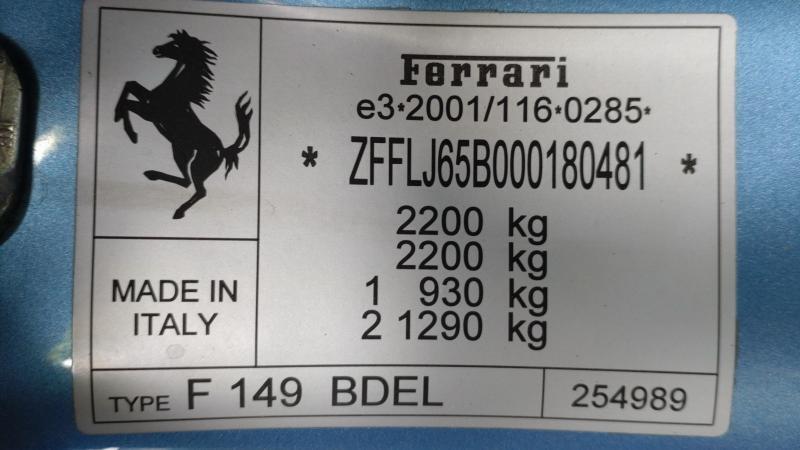 Ferrari
e3*2001/116*0285*
* ZFFLJ65B000180481 *
2200 kg
2200 kg
1 930 kg
2 1290 kg
MADE IN
ITALY
TYPE F 149 BDEL
254989